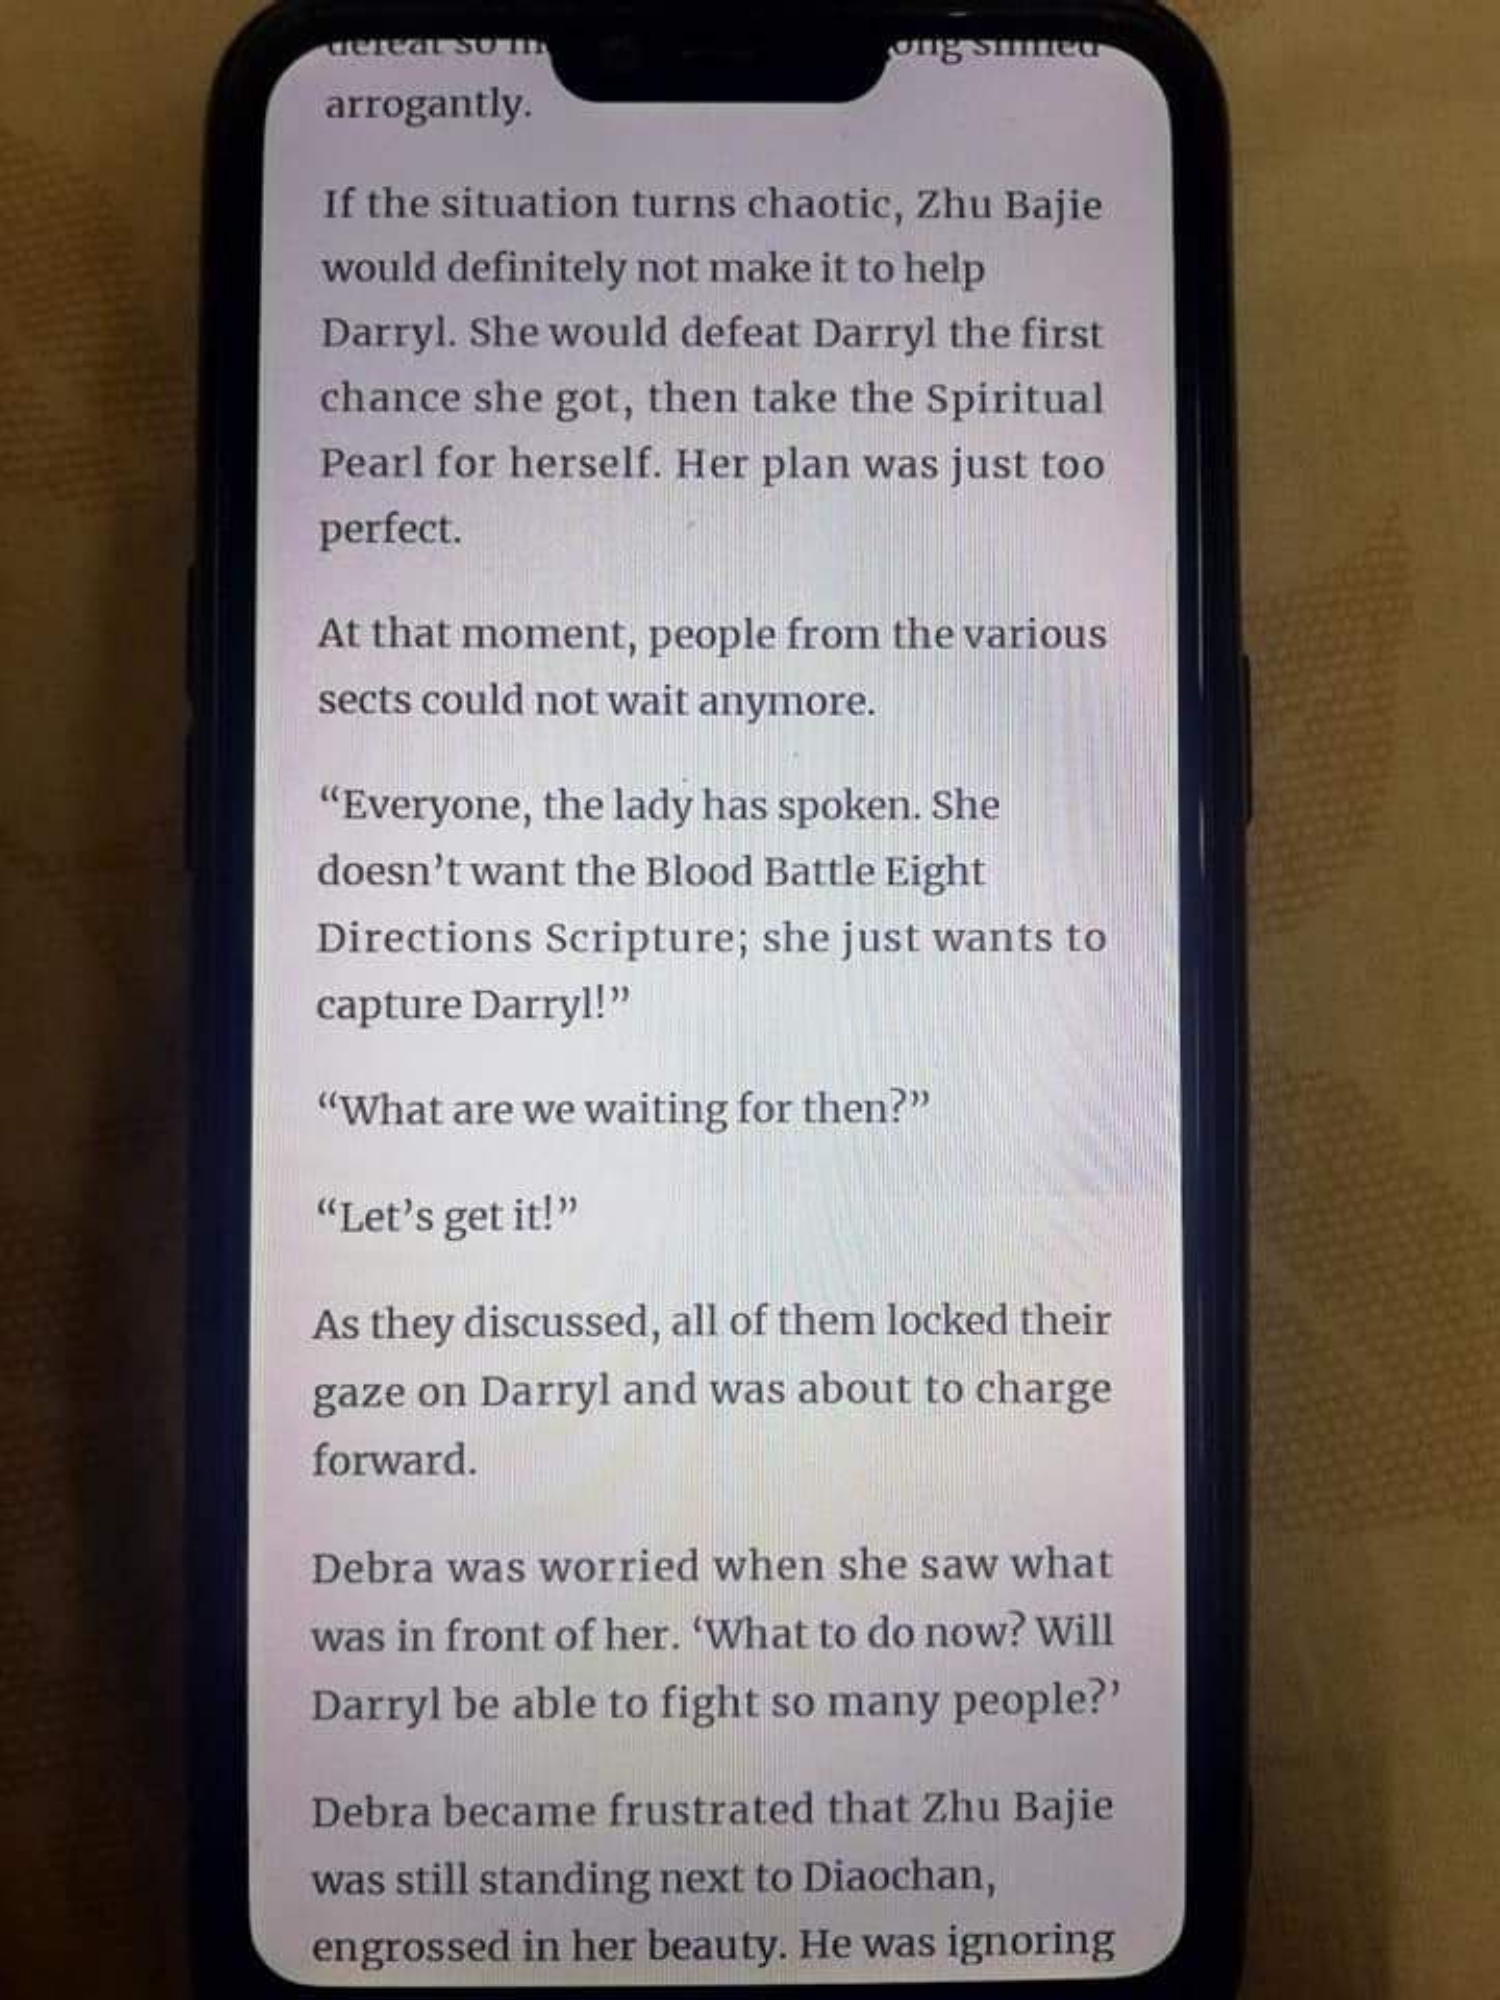 arrogantly.
If the situation turns chaotic, Zhu Bajie
would definitely not make it to help
Darryl. She would defeat Darryl the first
chance she got, then take the Spiritual
Pearl for herself. Her plan was just too
perfect.
At that moment, people from the various
sects could not wait anymore.
“Everyone, the lady has spoken. She
doesn’t want the Blood Battle Eight
Directions Scripture; she just wants to
capture Darryl!”
“What are we waiting for then?”
“Let’s get it!”
As they discussed, all of them locked their
gaze on Darryl and was about to charge
forward.
Debra was worried when she saw what
was in front of her. ‘What to do now? Will
Darryl be able to fight so many people?’
Debra became frustrated that Zhu Bajie
was still standing next to Diaochan,
engrossed in her beauty. He was ignoring